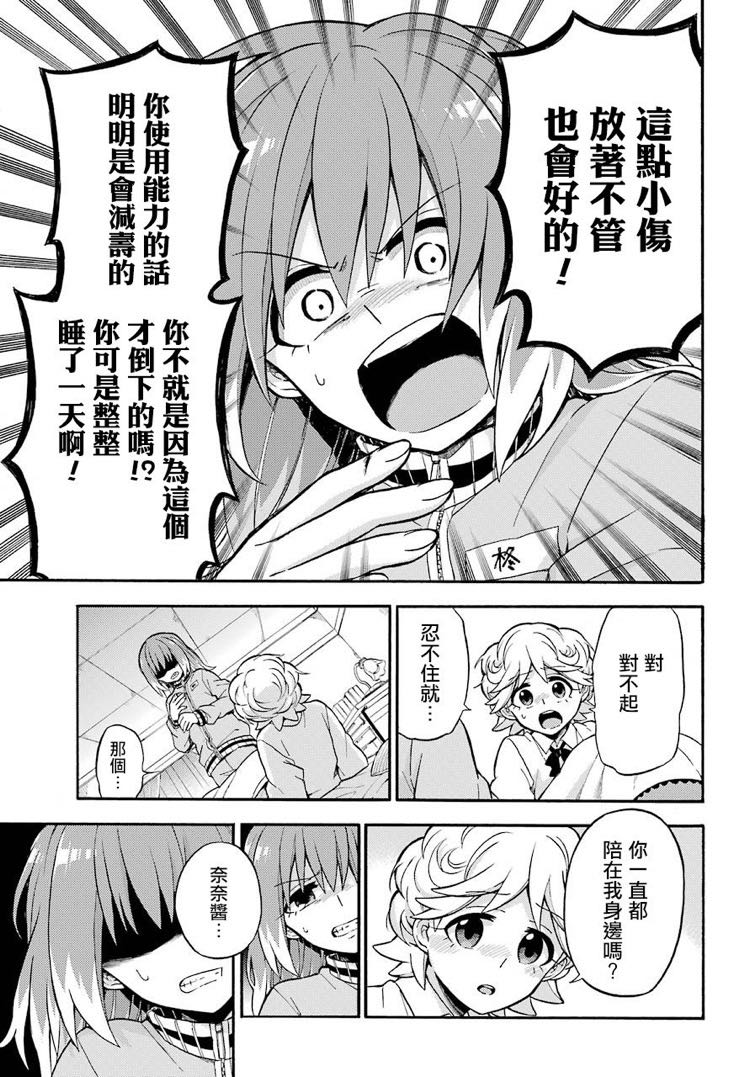 這點小傷
放著不管
也會好的！
你使用能力的話
明明是會減壽的
你不就是因為這個
才倒下的嗎！？
你可是整整
睡了一天啊！
柊
對
對不起
忍不住就…
那個…
你一直都
陪在我身邊嗎？
奈奈醬…